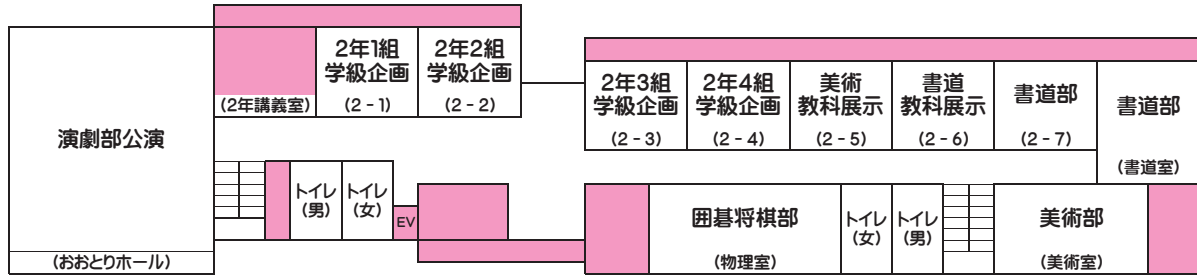 演劇部公演
(おおとりホール)
(2年講義室)
2年1組
学級企画
(2-1)
2年2組
学級企画
(2-2)
2年3組
学級企画
(2-3)
2年4組
学級企画
(2-4)
美術
教科展示
(2-5)
書道
教科展示
(2-6)
書道部
(2-7)
書道部
(書道室)
トイレ
(男)
トイレ
(女)
EV
囲碁将棋部
(物理室)
トイレ
(女)
トイレ
(男)
美術部
(美術室)